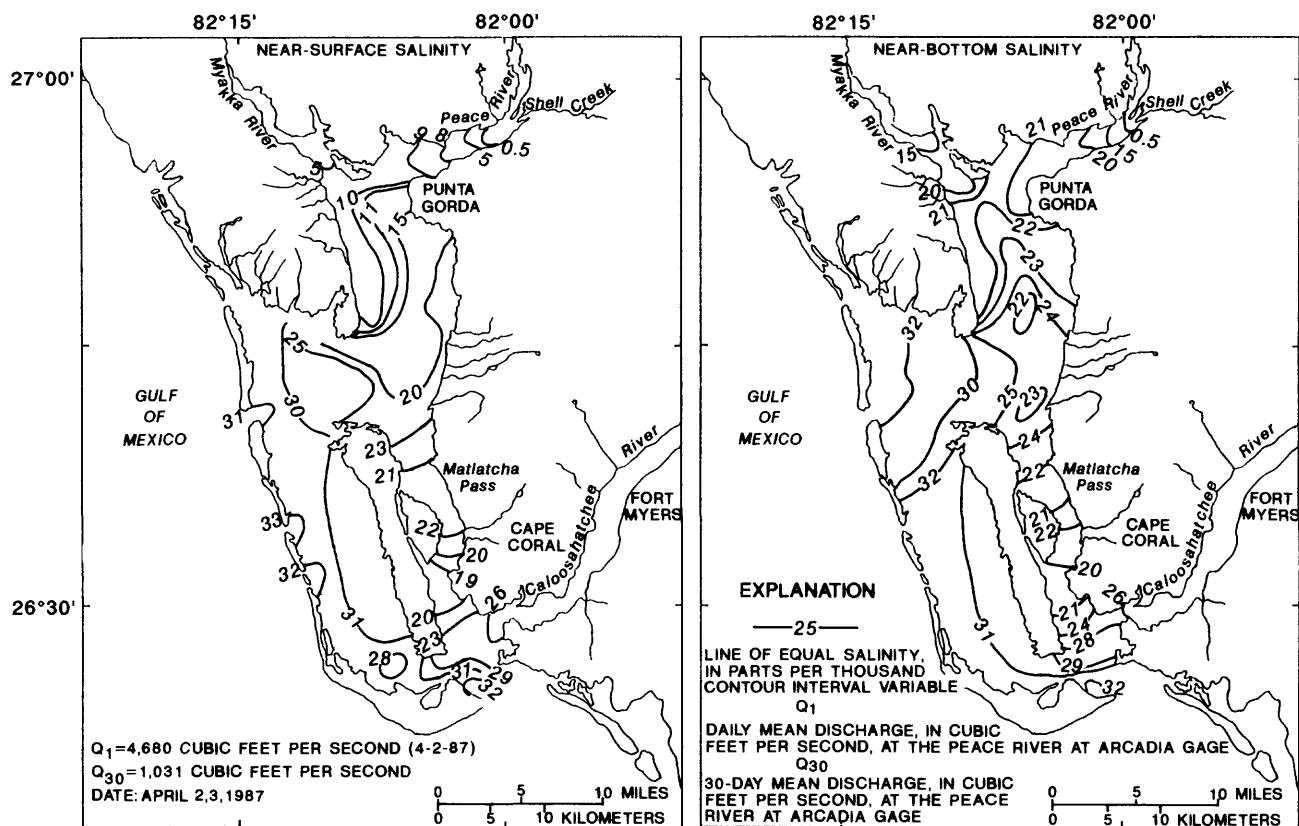 82°15' 82°00' 82°15' 82°00'
NEAR-SURFACE SALINITY
27°00'
Myakka River
Peace River
Shell Creek
9 8
5 0.5
5
PUNTA GORDA
10
11
15
25
20
30
31
GULF OF MEXICO
23
21
Matlatcha Pass
River
Caloosahatchee
FORT MYERS
33
22
CAPE CORAL
20
32
19
26°30'
26
31
20
23
28
31
29
32
Q1=4,680 CUBIC FEET PER SECOND (4-2-87)
Q30=1,031 CUBIC FEET PER SECOND
DATE: APRIL 2,3,1987
0 5 10 MILES
0 5 10 KILOMETERS
NEAR-BOTTOM SALINITY
Myakka River
Peace River
Shell Creek
21
0.5
15
20
15
20
21
PUNTA GORDA
22
23
22
24
32
30
25
23
GULF OF MEXICO
24
32
22
Matlatcha Pass
River
Caloosahatchee
FORT MYERS
21
22
CAPE CORAL
20
26
21
24
28
31
29
32
EXPLANATION
25
LINE OF EQUAL SALINITY,
IN PARTS PER THOUSAND
CONTOUR INTERVAL VARIABLE
Q1
DAILY MEAN DISCHARGE, IN CUBIC
FEET PER SECOND, AT THE PEACE RIVER AT ARCADIA GAGE
Q30
30-DAY MEAN DISCHARGE, IN CUBIC
FEET PER SECOND, AT THE PEACE
RIVER AT ARCADIA GAGE
0 5 10 MILES
0 5 10 KILOMETERS